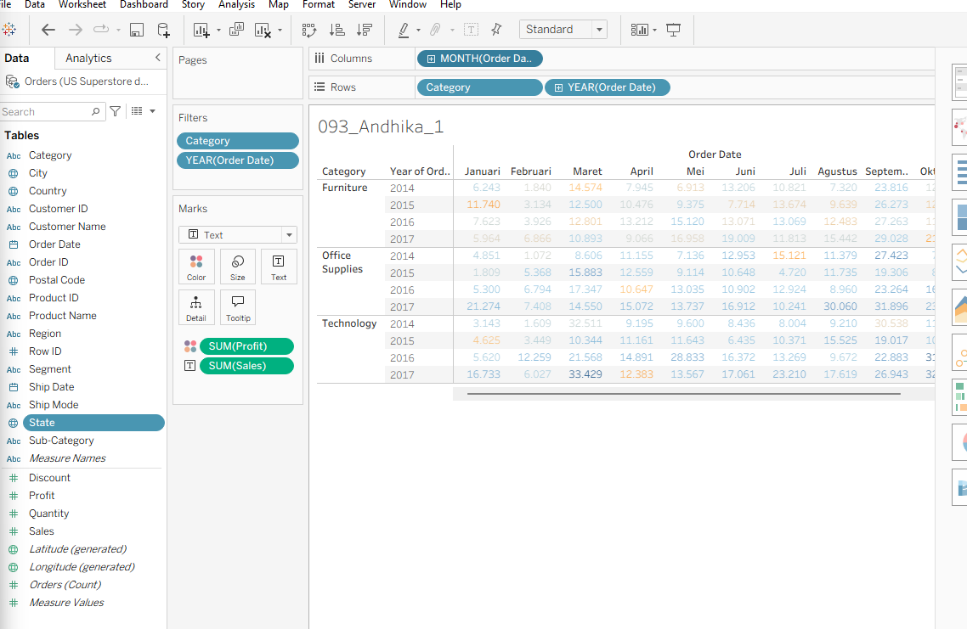 ile Data Worksheet Dashboard Story Analysis Map Format Server Window Help
Standard
Data Analytics
Orders (US Superstore d...
Search
Tables
Abc Category
City
Country
Abc Customer ID
Abc Customer Name
Order Date
Abc Order ID
Postal Code
Abc Product ID
Abc Product Name
Abc Region
# Row ID
Abc Segment
Ship Date
Abc Ship Mode
State
Abc Sub-Category
Abc Measure Names
# Discount
# Profit
# Quantity
# Sales
Latitude (generated)
Longitude (generated)
# Orders (Count)
# Measure Values
Pages
Filters
Category
YEAR(Order Date)
Marks
T Text
Color Size Text
Detail Tooltip
SUM(Profit)
T SUM(Sales)
Columns MONTH(Order Da..
Rows Category YEAR(Order Date)
093_Andhika_1
Order Date
Category Year of Ord.. Januari Februari Maret April Mei Juni Juli Agustus Septem.. Okt
Furniture 2014 6.243 1.840 14.574 7.945 6.913 13.206 10.821 7.320 23.816 12
2015 11.740 3.134 12.500 10.476 9.375 7.714 13.674 9.639 26.273 12
2016 7.623 3.926 12.801 13.212 15.120 13.071 13.069 12.483 27.263 11
2017 5.964 6.866 10.893 9.066 16.958 19.009 11.813 15.442 29.028 21
Office Supplies 2014 4.851 1.072 8.606 11.155 7.136 12.953 15.121 11.379 27.423
2015 1.809 5.368 15.883 12.559 9.114 10.648 4.720 11.735 19.306
2016 5.300 6.794 17.347 10.647 13.035 10.902 12.924 8.960 23.264 16
2017 21.274 7.408 14.550 15.072 13.737 16.912 10.241 30.060 31.896 23
Technology 2014 3.143 1.609 32.511 9.195 9.600 8.436 8.004 9.210 30.538 11
2015 4.625 3.449 10.344 11.161 11.643 6.435 10.371 15.525 19.017 10
2016 5.620 12.259 21.568 14.891 28.833 16.372 13.269 9.672 22.883 31
2017 16.733 6.027 33.429 12.383 13.567 17.061 23.210 17.619 26.943 32